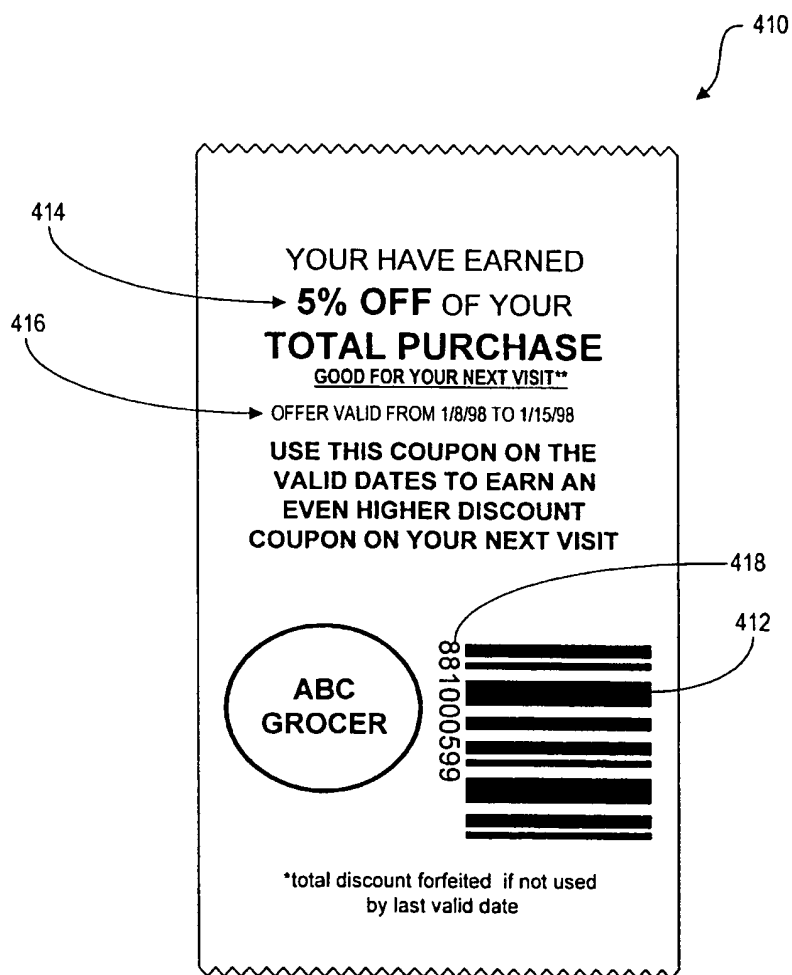 410
414
YOUR HAVE EARNED
5% OFF OF YOUR
416
TOTAL PURCHASE
GOOD FOR YOUR NEXT VISIT**
OFFER VALID FROM 1/8/98 TO 1/15/98
USE THIS COUPON ON THE
VALID DATES TO EARN AN
EVEN HIGHER DISCOUNT
COUPON ON YOUR NEXT VISIT
418
412
ABC
GROCER
881000599
*total discount forfeited if not used
by last valid date